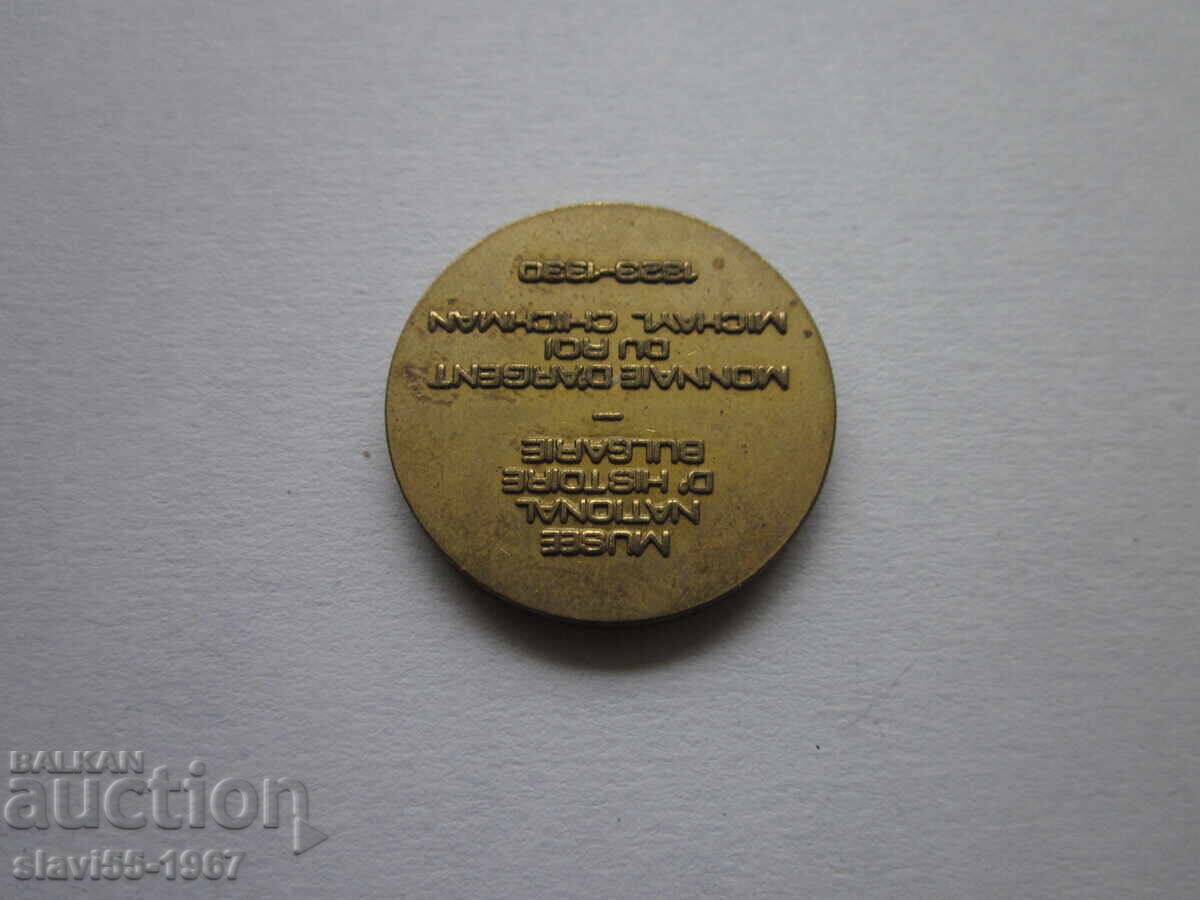 MUSEE
NATIONAL
D'HISTOIRE
BULGARIE
–
MONNAIE D'ARGENT
DU ROI
MICHAYL CHICHMAN
1323-1330
BALKAN
auction
slavi55-1967